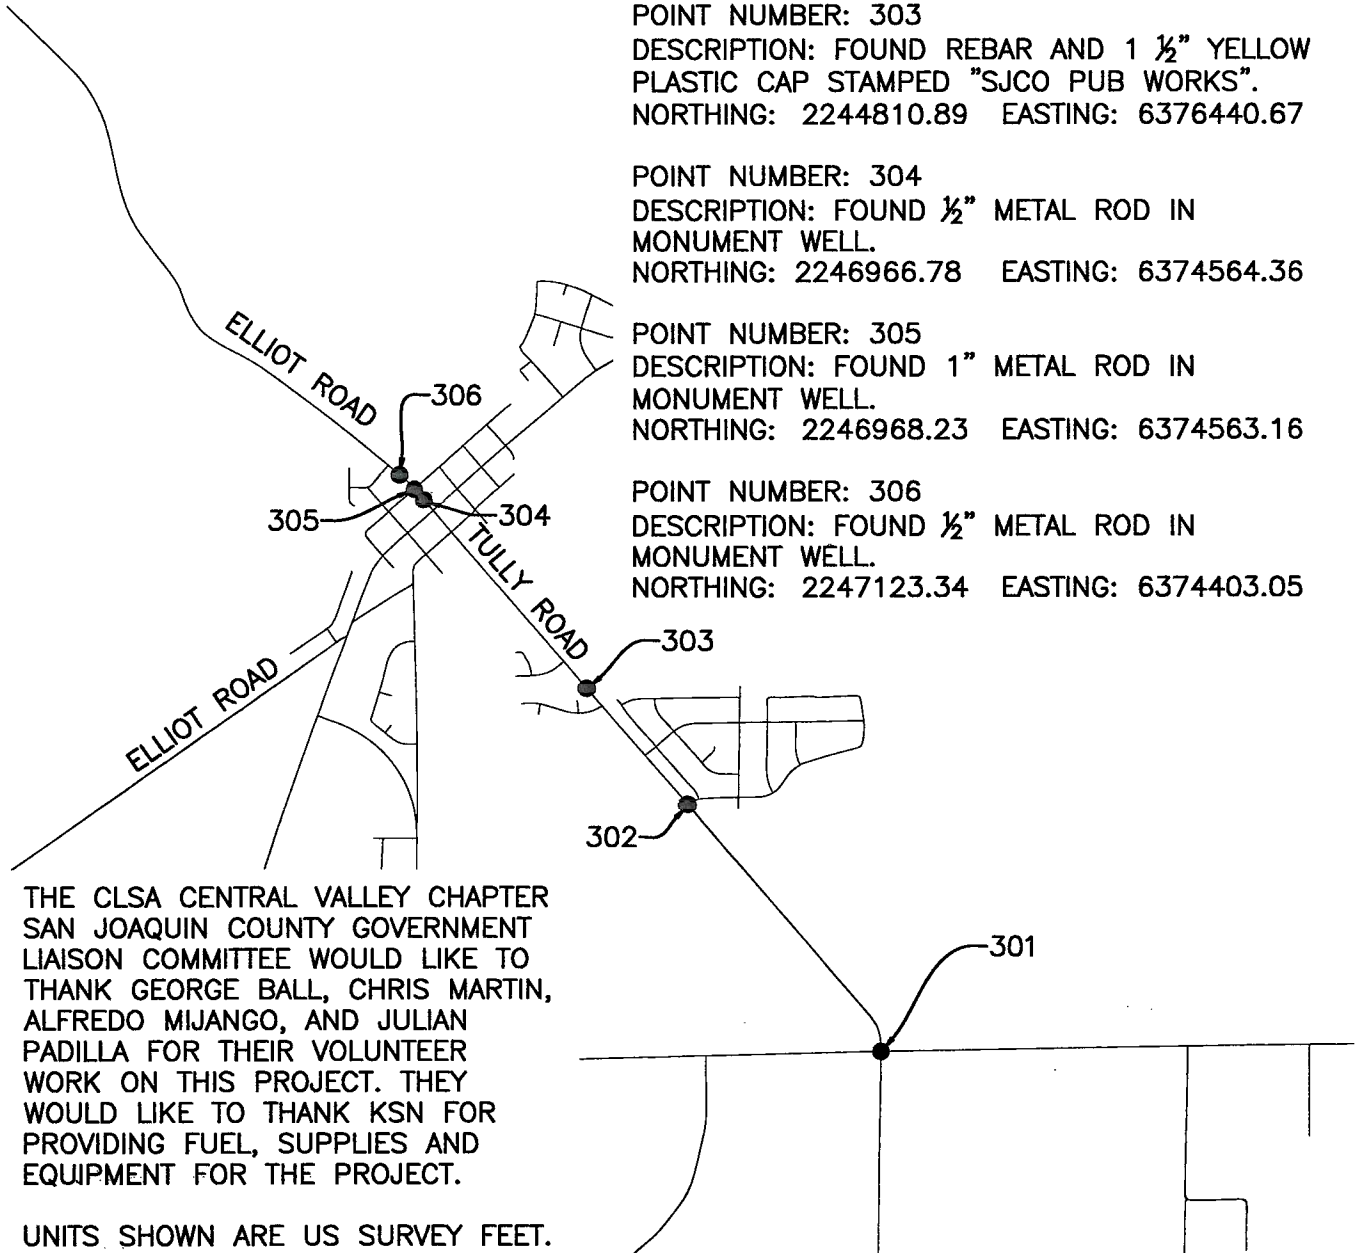 POINT NUMBER: 303
DESCRIPTION: FOUND REBAR AND 1 ½" YELLOW
PLASTIC CAP STAMPED "SJCO PUB WORKS".
NORTHING: 2244810.89 EASTING: 6376440.67
POINT NUMBER: 304
DESCRIPTION: FOUND ½" METAL ROD IN
MONUMENT WELL.
NORTHING: 2246966.78 EASTING: 6374564.36
POINT NUMBER: 305
DESCRIPTION: FOUND 1" METAL ROD IN
MONUMENT WELL.
NORTHING: 2246968.23 EASTING: 6374563.16
POINT NUMBER: 306
DESCRIPTION: FOUND ½" METAL ROD IN
MONUMENT WELL.
NORTHING: 2247123.34 EASTING: 6374403.05
ELLIOT ROAD
306
305
304
TULLY ROAD
303
ELLIOT ROAD
302
301
THE CLSA CENTRAL VALLEY CHAPTER
SAN JOAQUIN COUNTY GOVERNMENT
LIAISON COMMITTEE WOULD LIKE TO
THANK GEORGE BALL, CHRIS MARTIN,
ALFREDO MIJANGO, AND JULIAN
PADILLA FOR THEIR VOLUNTEER
WORK ON THIS PROJECT. THEY
WOULD LIKE TO THANK KSN FOR
PROVIDING FUEL, SUPPLIES AND
EQUIPMENT FOR THE PROJECT.
UNITS SHOWN ARE US SURVEY FEET.